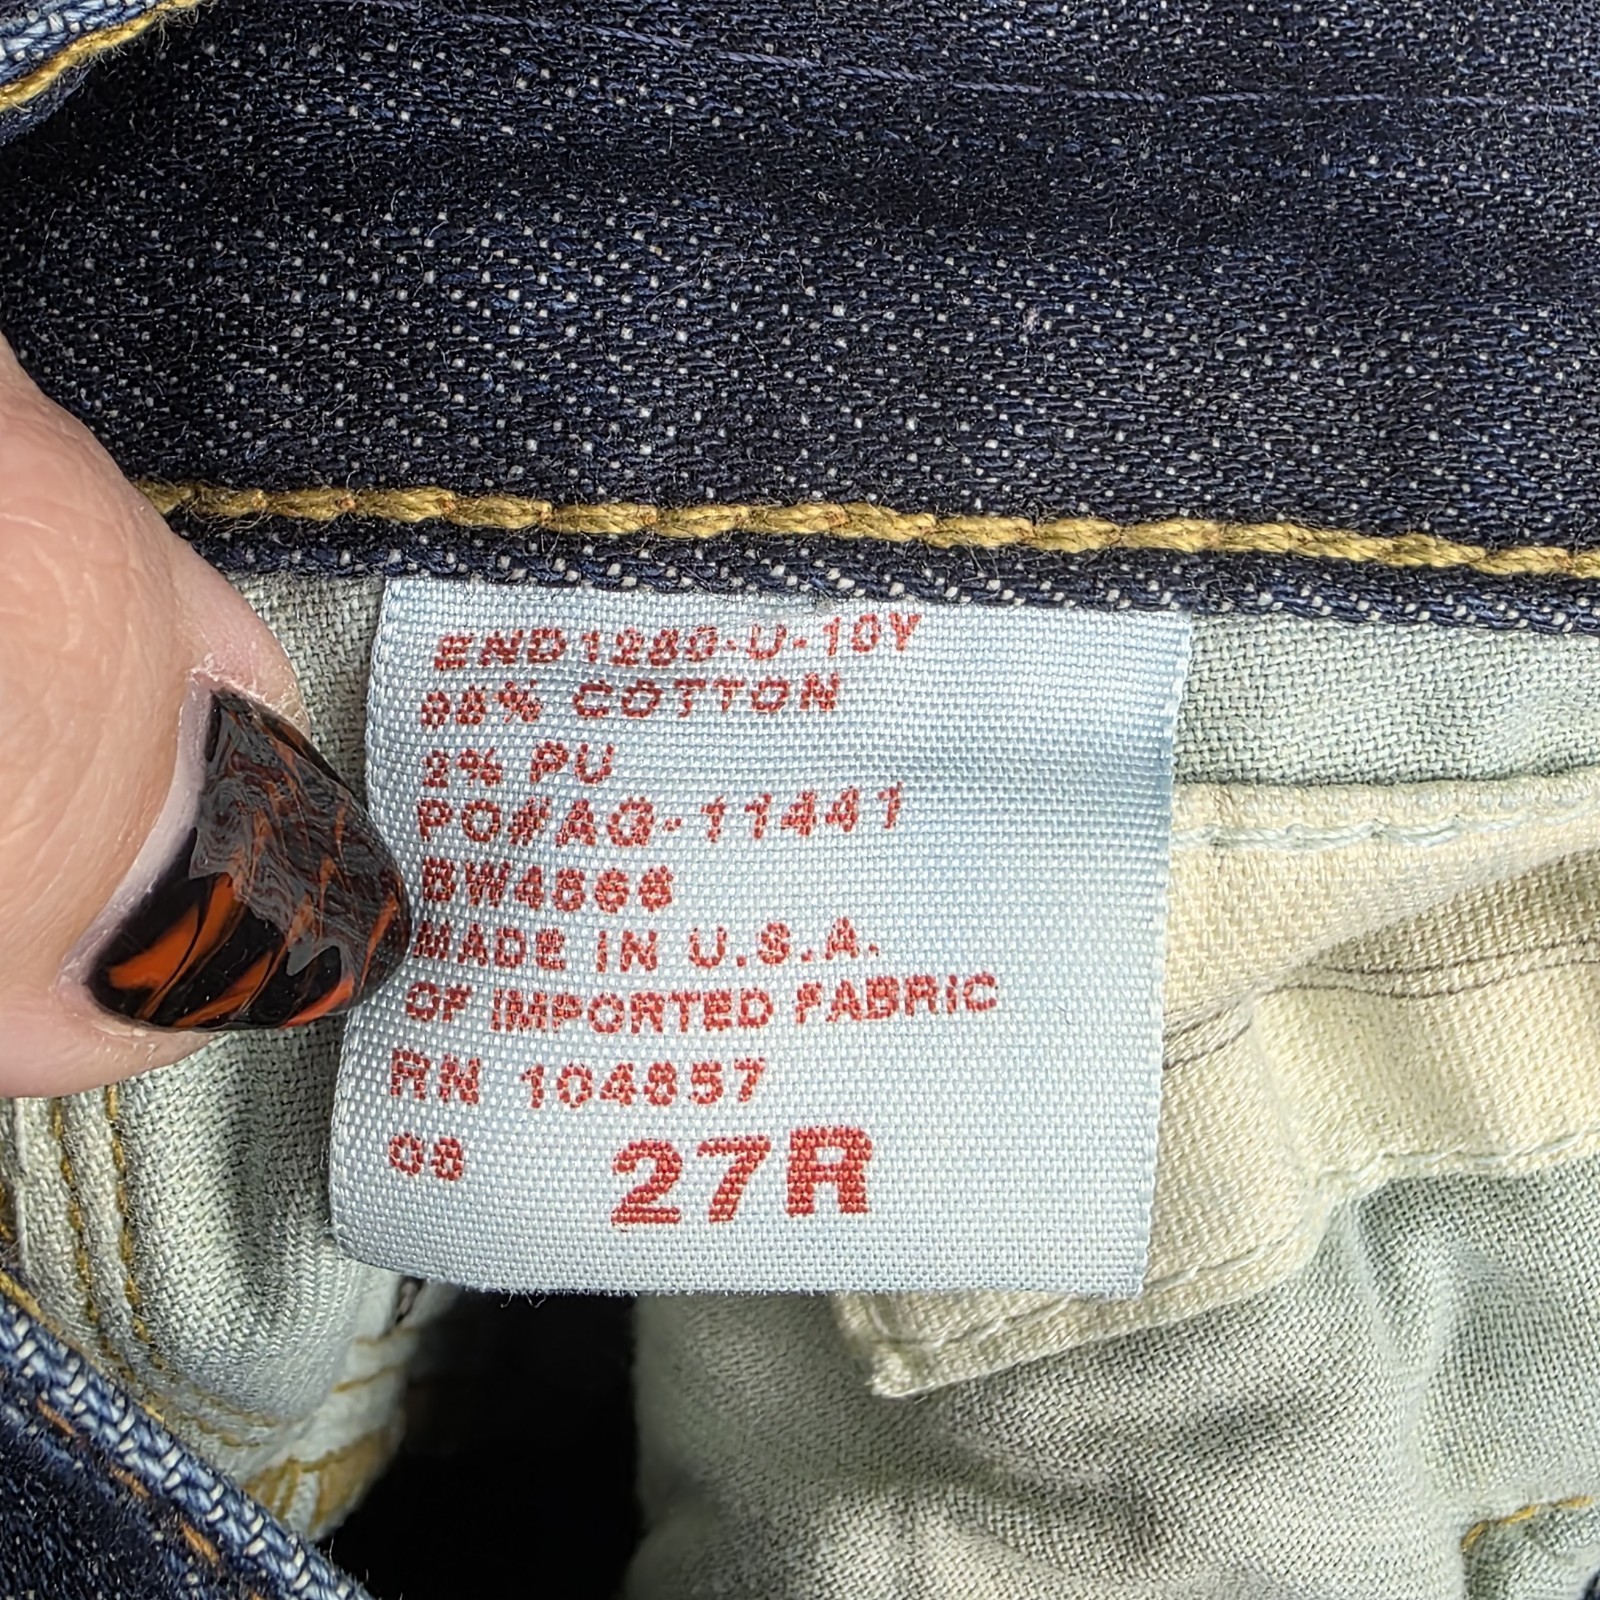 END1280-U-10Y
98% COTTON
2% PU
PO#AG-11441
BW4868
MADE IN U.S.A.
OF IMPORTED FABRIC
RN 104857
08 27R